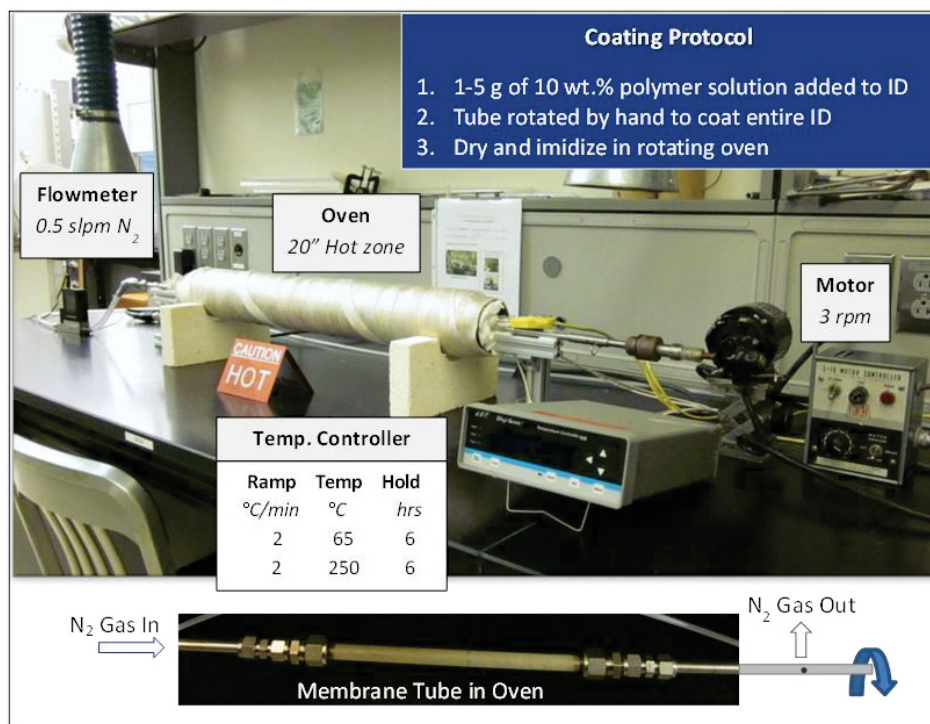 Coating Protocol
1. 1-5 g of 10 wt.% polymer solution added to ID
2. Tube rotated by hand to coat entire ID
3. Dry and imidize in rotating oven
Flowmeter
0.5 slpm N2
Oven
20” Hot zone
Motor
3 rpm
CAUTION
HOT
Temp. Controller
Ramp Temp Hold
°C/min °C hrs
2 65 6
2 250 6
N2 Gas In
N2 Gas Out
Membrane Tube in Oven